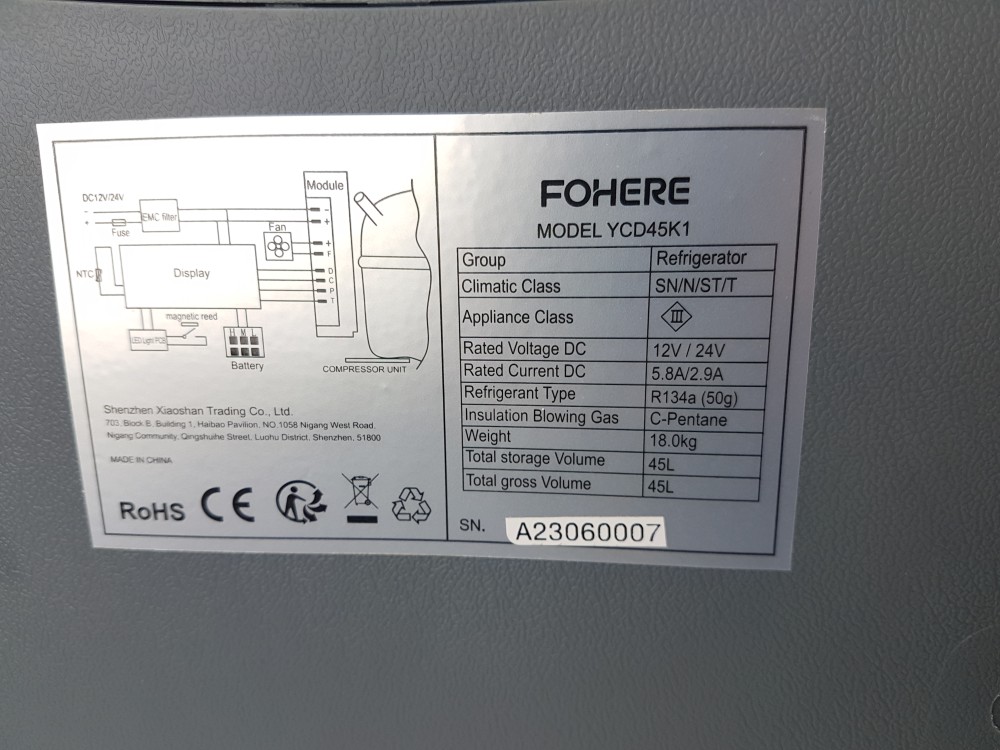 DC12V/24V
-
+
EMC filter
Fuse
Module
-
+
Fan
+
F
D
C
P
T
NTC
Display
magnetic reed
LED Light PCB
H M L
Battery
COMPRESSOR UNIT
Shenzhen Xiaoshan Trading Co., Ltd.
703, Block B, Building 1, Haibao Pavilion, NO.1058 Nigang West Road,
Nigang Community, Qingshuihe Street, Luohu District, Shenzhen, 51800
MADE IN CHINA
RoHS CE
FOHERE
MODEL YCD45K1
Group Refrigerator
Climatic Class SN/N/ST/T
Appliance Class III
Rated Voltage DC 12V / 24V
Rated Current DC 5.8A/2.9A
Refrigerant Type R134a (50g)
Insulation Blowing Gas C-Pentane
Weight 18.0kg
Total storage Volume 45L
Total gross Volume 45L
SN. A23060007